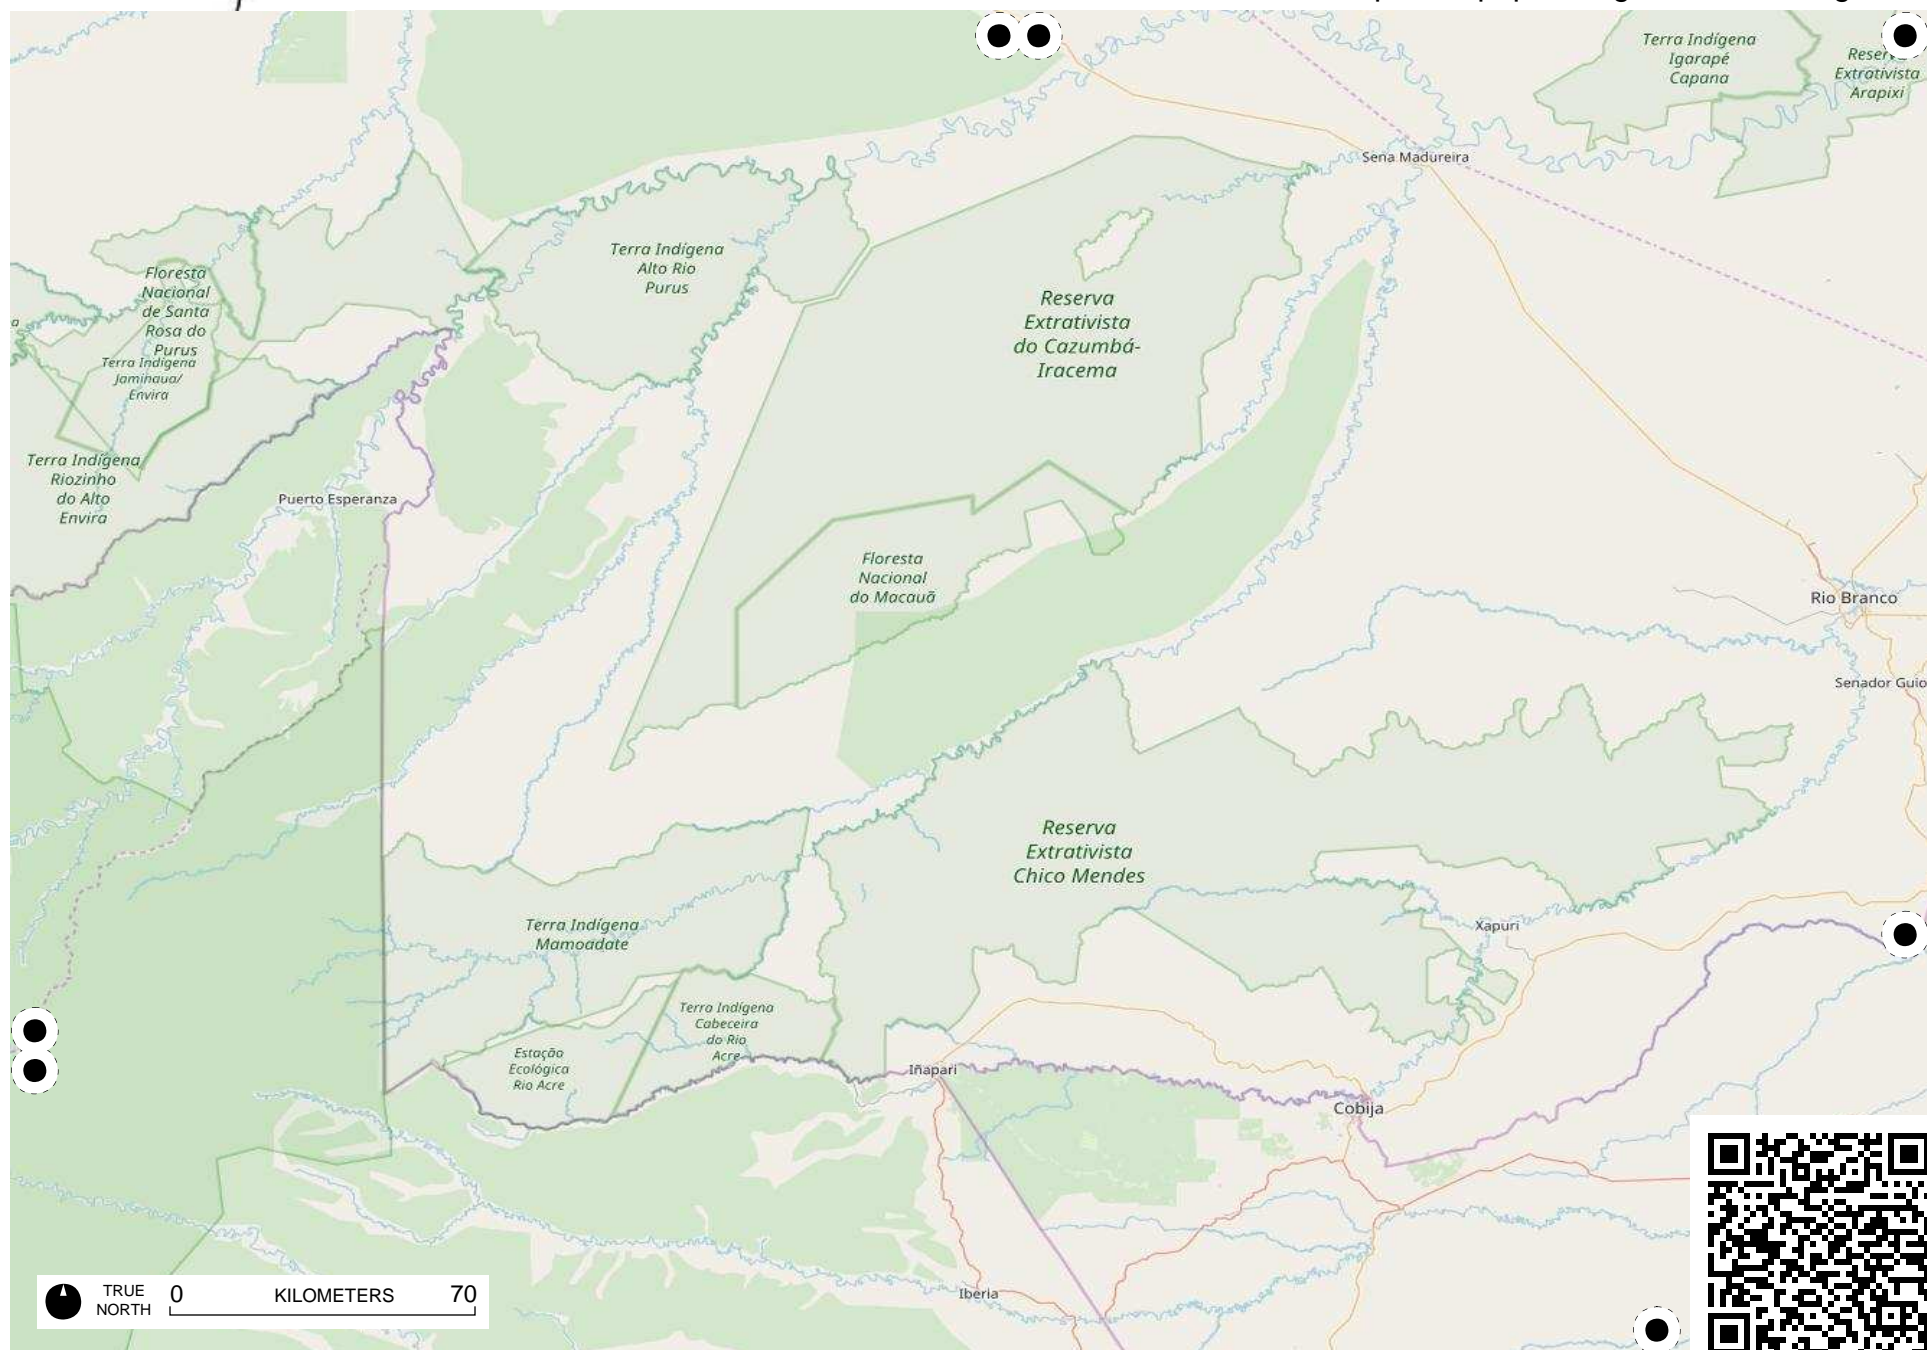 Terra Indígena
Igarapé
Capana
Extrativista
Arapixi
Sena Madureira
Terra Indígena
Alto Rio
Purus
Floresta
Nacional
de Santa
Rosa do
Purus
Terra Indígena
Jaminaua/
Envira
Reserva
Extrativista
do Cazumbá-
Iracema
Terra Indígena
Riozinho
do Alto
Envira
Puerto Esperanza
Floresta
Nacional
do Macauã
Rio Branco
Senador Guio
Reserva
Extrativista
Chico Mendes
Terra Indígena
Mamoadate
Xapuri
Terra Indígena
Cabeceira
do Rio
Acre
Estação
Ecológica
Rio Acre
Iñapari
Cobija
Iberia
TRUE
NORTH
0 KILOMETERS 70